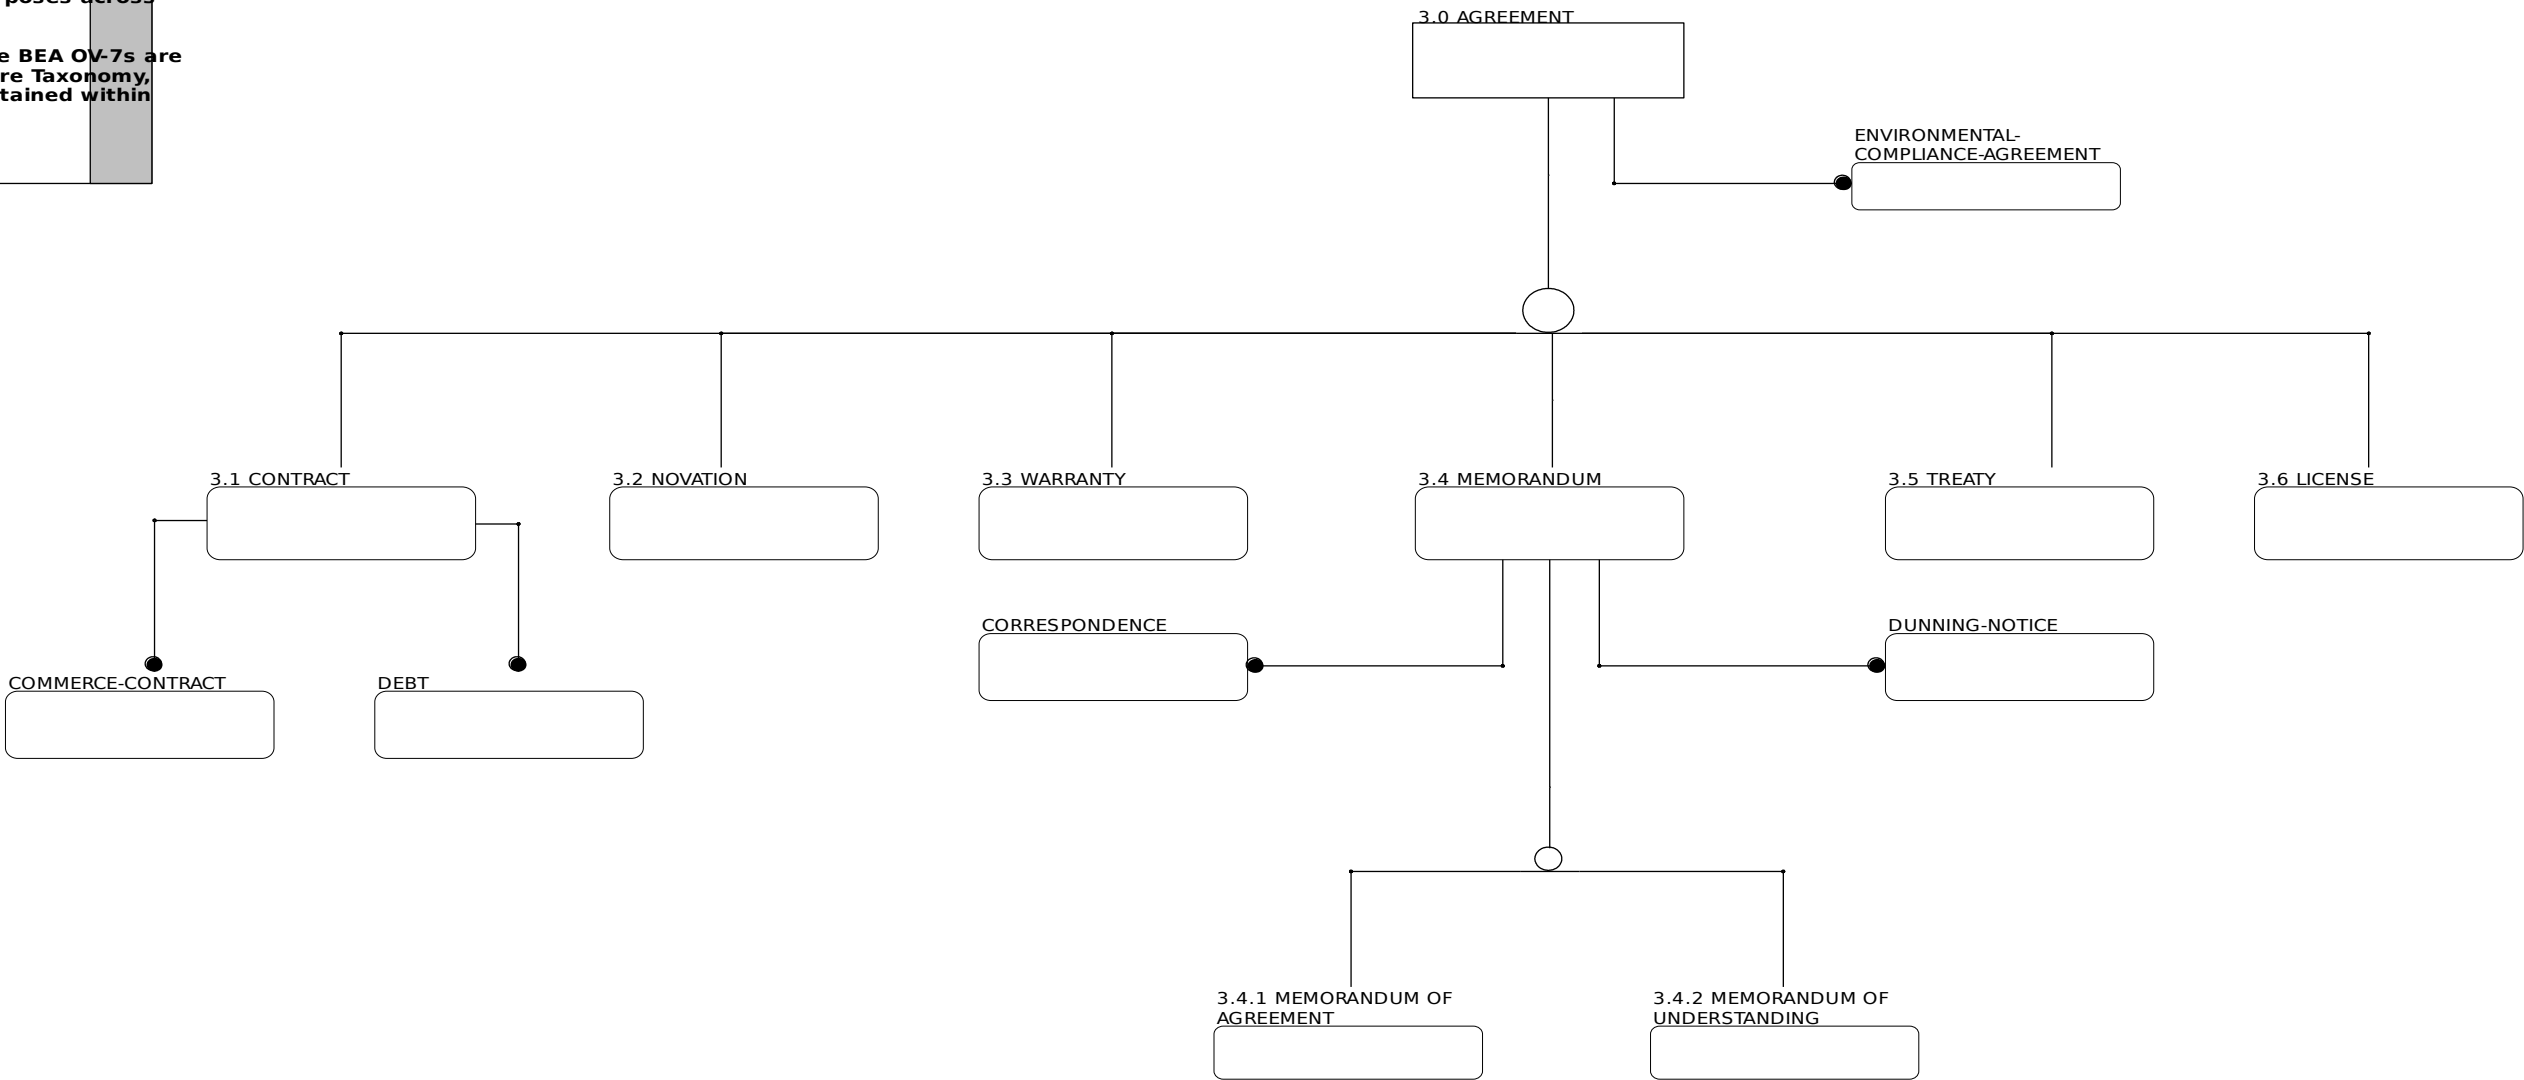 poses across
e BEA OV-7s are
re Taxonomy,
tained within
3.0 AGREEMENT
ENVIRONMENTAL-
COMPLIANCE-AGREEMENT
3.1 CONTRACT
3.2 NOVATION
3.3 WARRANTY
3.4 MEMORANDUM
3.5 TREATY
3.6 LICENSE
CORRESPONDENCE
DUNNING-NOTICE
COMMERCE-CONTRACT
DEBT
3.4.1 MEMORANDUM OF
AGREEMENT
3.4.2 MEMORANDUM OF
UNDERSTANDING